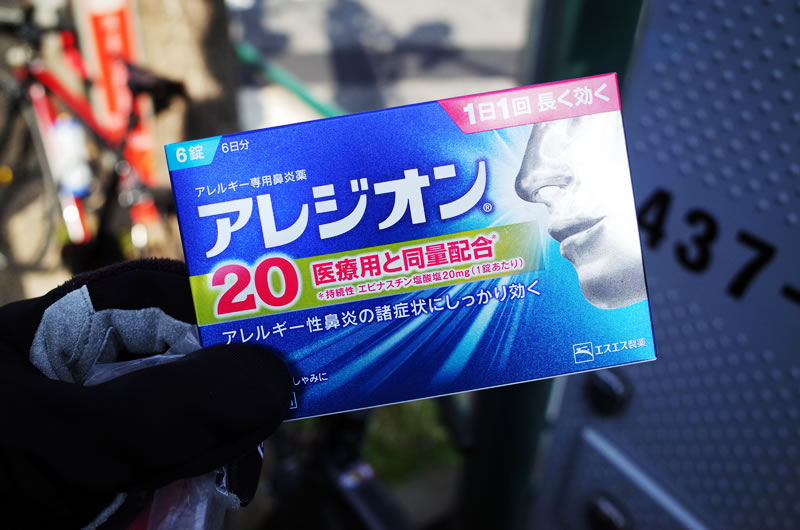 1日1回 長く効く
6錠 6日分
アレルギー専用鼻炎薬
アレジオン®
20 医療用と同量配合*
*持続性 エピナスチン塩酸塩20mg(1錠あたり)
アレルギー性鼻炎の諸症状にしっかり効く
しゃみに
エスエス製薬
437-